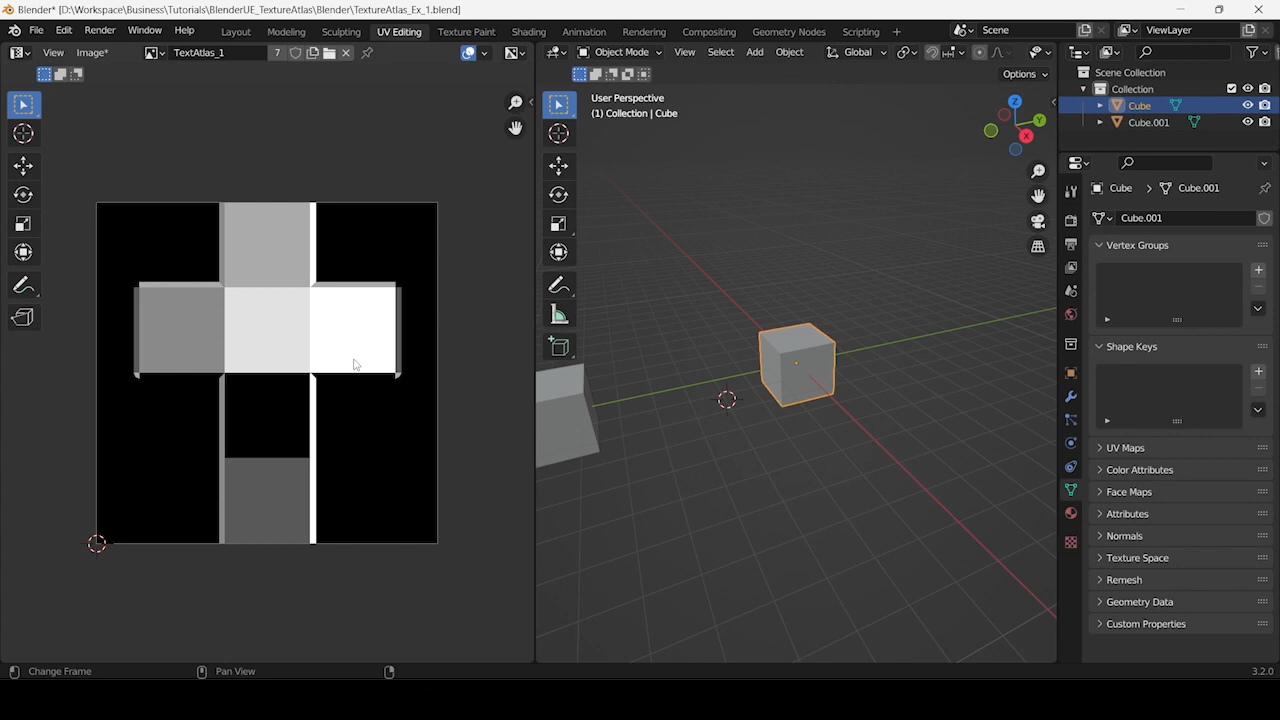 Blender* [D:\Workspace\Business\Tutorials\BlenderUE_TextureAtlas\Blender\TextureAtlas_Ex_1.blend]
File Edit Render Window Help Layout Modeling Sculpting UV Editing Texture Paint Shading Animation Rendering Compositing Geometry Nodes Scripting + Scene ViewLayer
View Image* TextAtlas_1 7 Object Mode View Select Add Object Global
Options
User Perspective
(1) Collection | Cube
Z
Y
X
Scene Collection
Collection
Cube
Cube.001
Cube > Cube.001
Cube.001
Vertex Groups
Shape Keys
UV Maps
Color Attributes
Face Maps
Attributes
Normals
Texture Space
Remesh
Geometry Data
Custom Properties
Change Frame Pan View 3.2.0